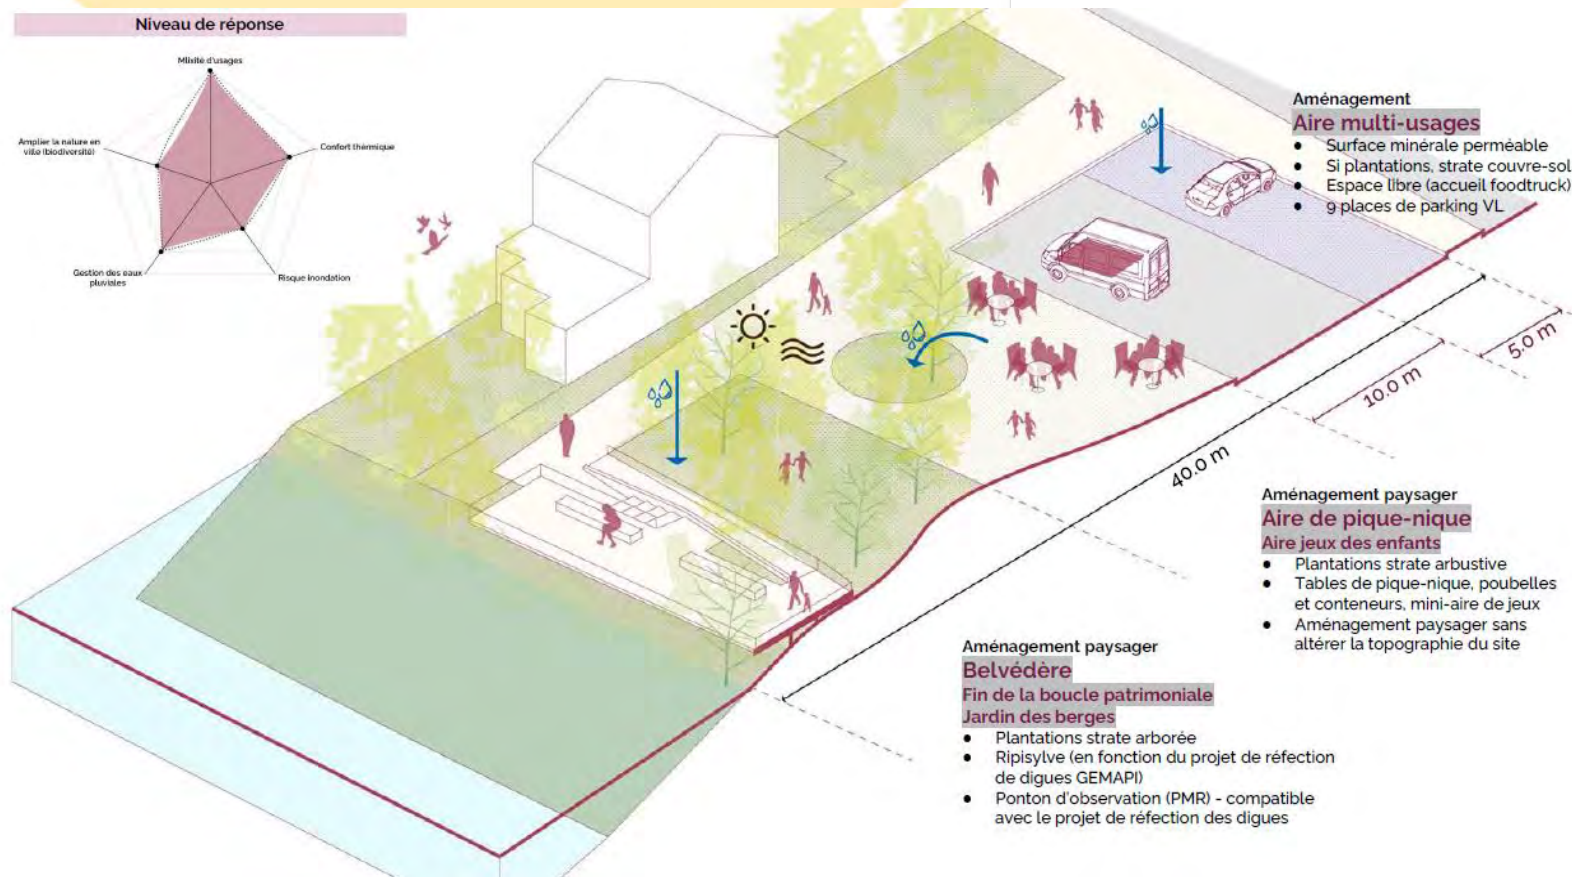 Niveau de réponse
Mixité d'usages
Amplier la nature en
ville (biodiversité)
Confort thermique
Gestion des eaux
pluviales
Risque inondation
Aménagement
Aire multi-usages
● Surface minérale perméable
● Si plantations, strate couvre-sol
● Espace libre (accueil foodtruck)
● 9 places de parking VL
5.0 m
10.0 m
40.0 m
Aménagement paysager
Aire de pique-nique
Aire jeux des enfants
● Plantations strate arbustive
● Tables de pique-nique, poubelles
et conteneurs, mini-aire de jeux
● Aménagement paysager sans
altérer la topographie du site
Aménagement paysager
Belvédère
Fin de la boucle patrimoniale
Jardin des berges
● Plantations strate arborée
● Ripisylve (en fonction du projet de réfection
de digues GEMAPI)
● Ponton d'observation (PMR) - compatible
avec le projet de réfection des digues